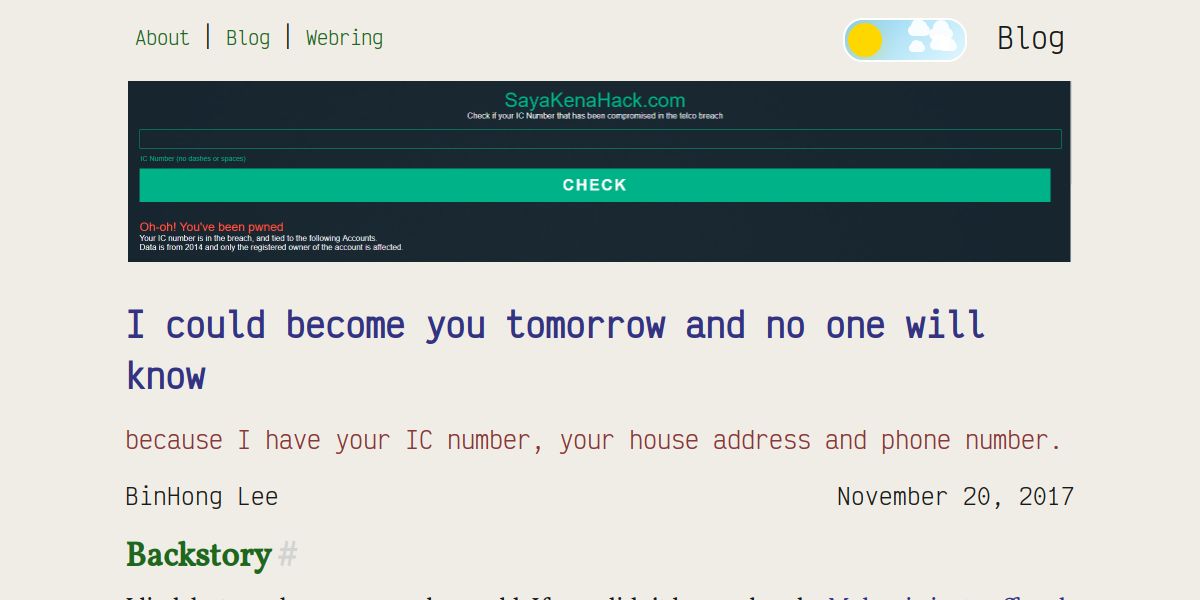 About | Blog | Webring
Blog
SayaKenaHack.com
Check if your IC Number that has been compromised in the telco breach
IC Number (no dashes or spaces)
CHECK
Oh-oh! You've been pwned
Your IC number is in the breach, and tied to the following Accounts.
Data is from 2014 and only the registered owner of the account is affected.
I could become you tomorrow and no one will
know
because I have your IC number, your house address and phone number.
BinHong Lee
November 20, 2017
Backstory #